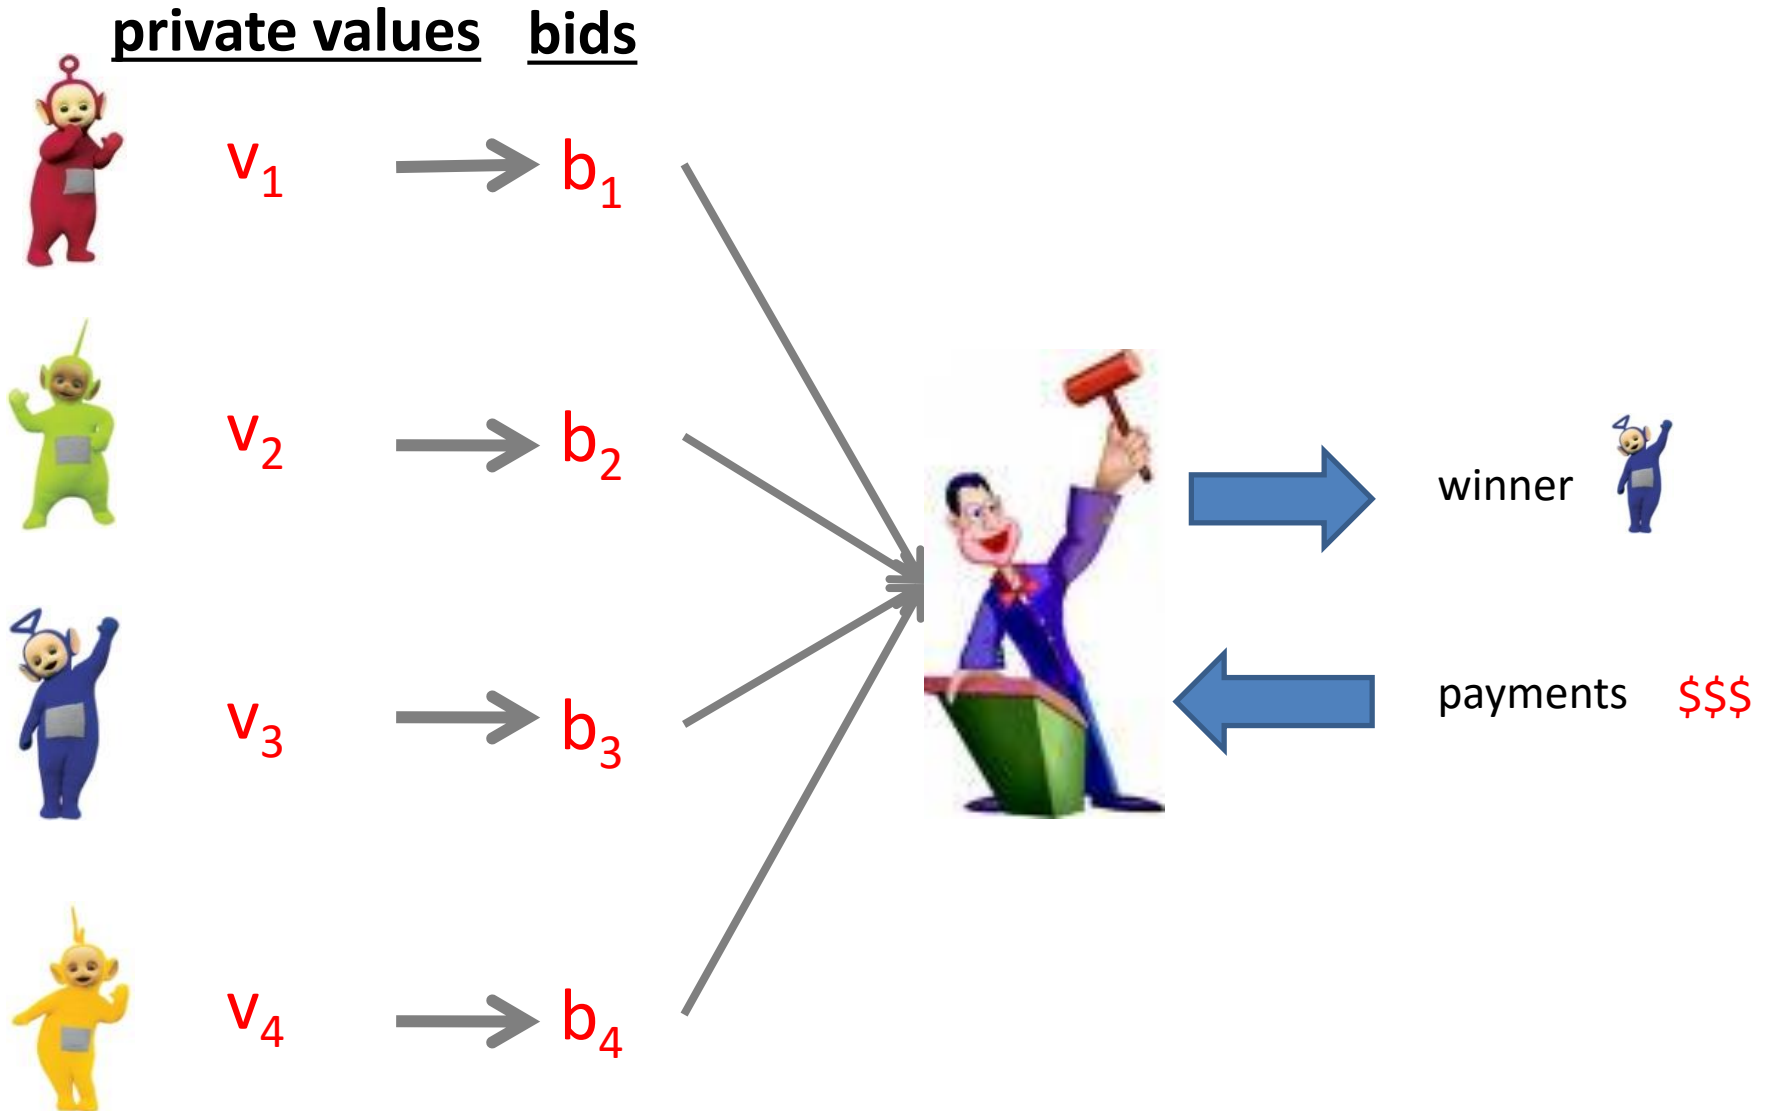 private values bids
v1 b1
v2 b2
winner
payments $$$
v3 b3
v4 b4